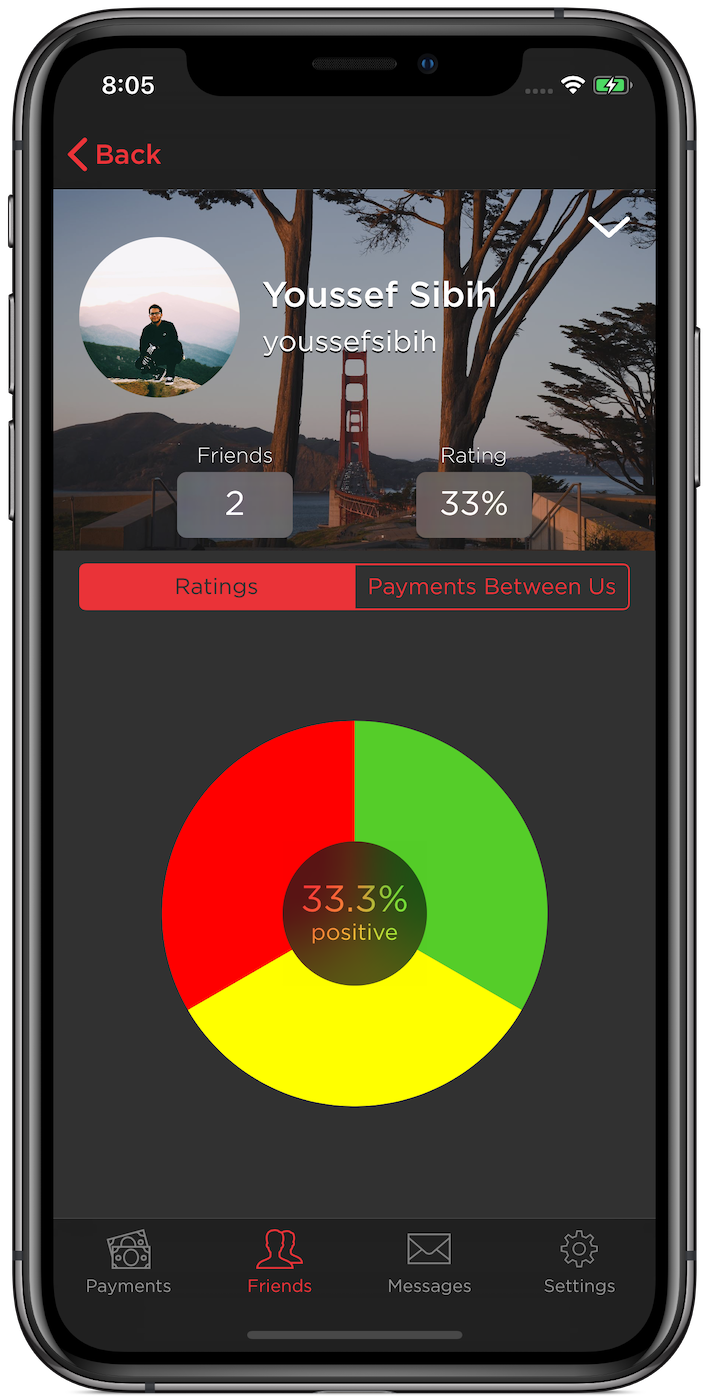 8:05
Back
Youssef Sibih
youssefsibih
Friends
Rating
2
33%
Ratings
Payments Between Us
33.3%
positive
Payments
Friends
Messages
Settings